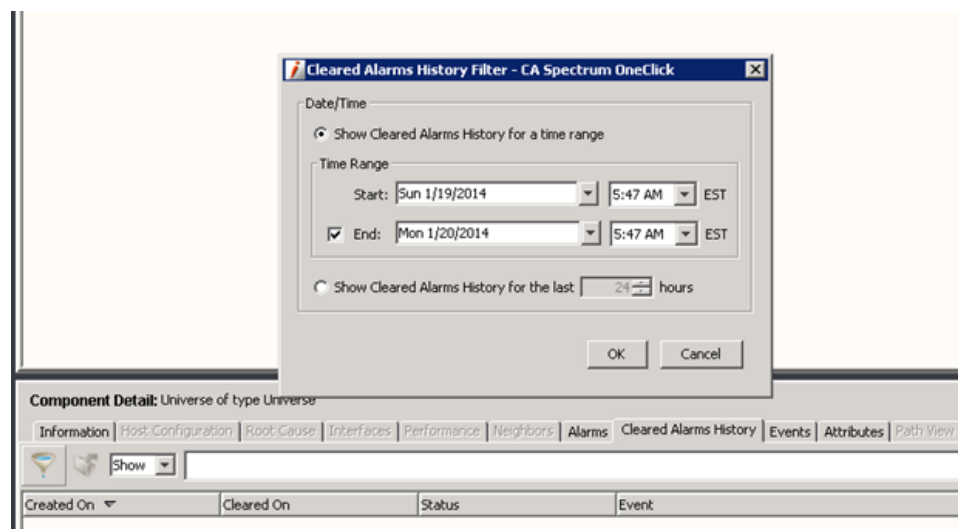 Cleared Alarms History Filter - CA Spectrum OneClick
Date/Time
Show Cleared Alarms History for a time range
Time Range
Start: Sun 1/19/2014 5:47 AM EST
End: Mon 1/20/2014 5:47 AM EST
Show Cleared Alarms History for the last 24 hours
OK Cancel
Component Detail: Universe of type Universe
Information Host Configuration Root Cause Interfaces Performance Neighbors Alarms Cleared Alarms History Events Attributes Path View
Show
Created On Cleared On Status Event